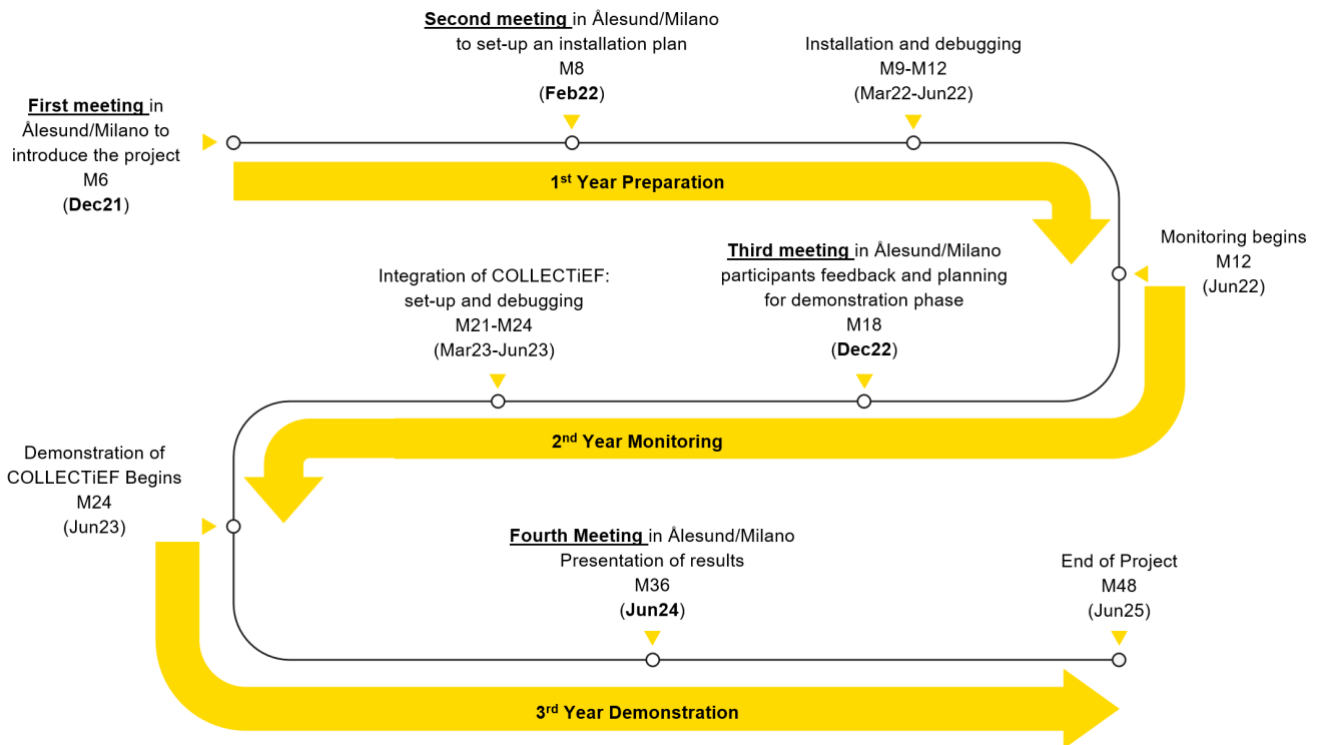 First meeting in
Ålesund/Milano to
introduce the project
M6
(Dec21)
Second meeting in Ålesund/Milano
to set-up an installation plan
M8
(Feb22)
Installation and debugging
M9-M12
(Mar22-Jun22)
1st Year Preparation
Monitoring begins
M12
(Jun22)
Third meeting in Ålesund/Milano
participants feedback and planning
for demonstration phase
M18
(Dec22)
Integration of COLLECTiEF:
set-up and debugging
M21-M24
(Mar23-Jun23)
2nd Year Monitoring
Demonstration of
COLLECTiEF Begins
M24
(Jun23)
Fourth Meeting in Ålesund/Milano
Presentation of results
M36
(Jun24)
End of Project
M48
(Jun25)
3rd Year Demonstration